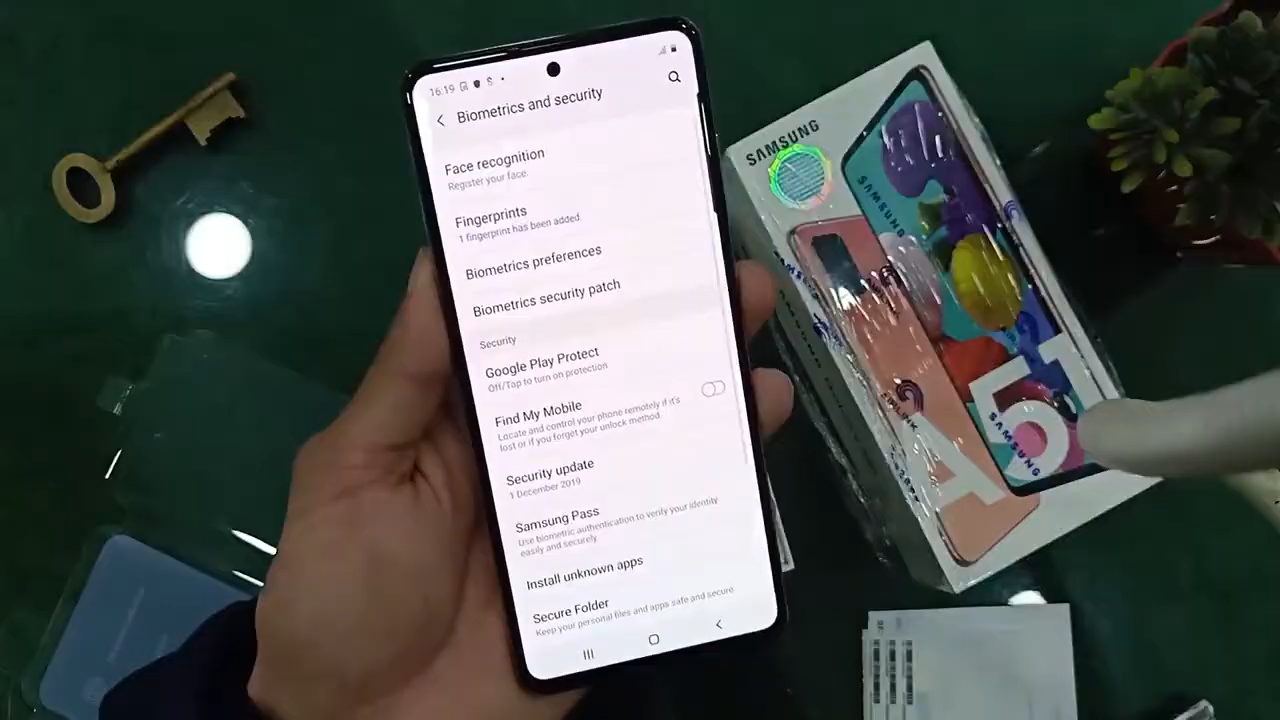 16:19
Biometrics and security
Face recognition
Register your face.
Fingerprints
1 fingerprint has been added.
Biometrics preferences
Biometrics security patch
Security
Google Play Protect
Off/Tap to turn on protection
Find My Mobile
Locate and control your phone remotely if it's
lost or if you forget your unlock method.
Security update
1 December 2019
Samsung Pass
Use biometric authentication to verify your identity
easily and securely.
Install unknown apps
Secure Folder
Keep your personal files and apps safe and secure.
SAMSUNG
SAMSUNG
A51
SAMSUNG